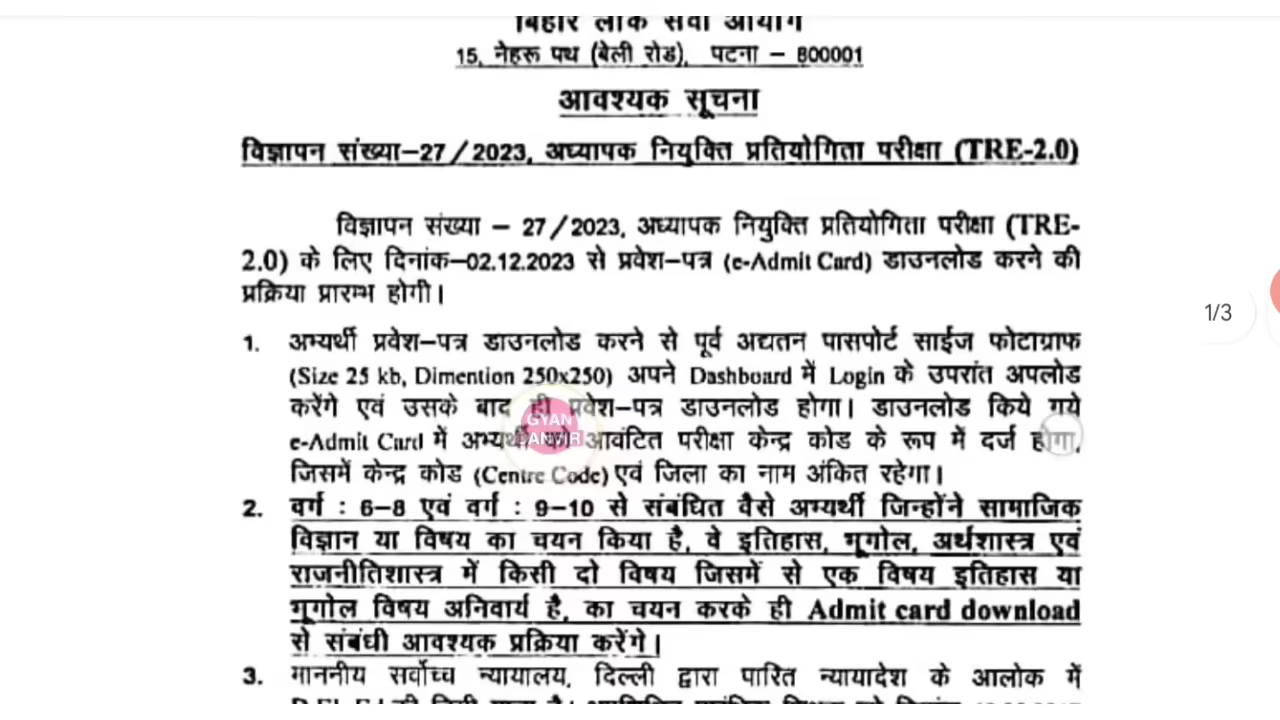 बिहार लोक सेवा आयोग
15, नेहरू पथ (बेली रोड), पटना – 800001
आवश्यक सूचना
विज्ञापन संख्या–27/2023, अध्यापक नियुक्ति प्रतियोगिता परीक्षा (TRE-2.0)
विज्ञापन संख्या – 27/2023, अध्यापक नियुक्ति प्रतियोगिता परीक्षा (TRE-
2.0) के लिए दिनांक–02.12.2023 से प्रवेश–पत्र (e-Admit Card) डाउनलोड करने की
प्रक्रिया प्रारम्भ होगी।
1/3
1. अभ्यर्थी प्रवेश–पत्र डाउनलोड करने से पूर्व अद्यतन पासपोर्ट साईज फोटाग्राफ
(Size 25 kb, Dimention 250x250) अपने Dashboard में Login के उपरांत अपलोड
करेंगे एवं उसके बाद ही प्रवेश–पत्र डाउनलोड होगा। डाउनलोड किये गये
GYAN
e-Admit Card में अभ्यर्थी को आवंटित परीक्षा केन्द्र कोड के रूप में दर्ज होगा,
जिसमें केन्द्र कोड (Centre Code) एवं जिला का नाम अंकित रहेगा।
2. वर्ग : 6–8 एवं वर्ग : 9–10 से संबंधित वैसे अभ्यर्थी जिन्होंने सामाजिक
विज्ञान या विषय का चयन किया है, वे इतिहास, भूगोल, अर्थशास्त्र एवं
राजनीतिशास्त्र में किसी दो विषय जिसमें से एक विषय इतिहास या
भूगोल विषय अनिवार्य है, का चयन करके ही Admit card download
से संबंधी आवश्यक प्रक्रिया करेंगे।
3. माननीय सर्वोच्च न्यायालय, दिल्ली द्वारा पारित न्यायादेश के आलोक में